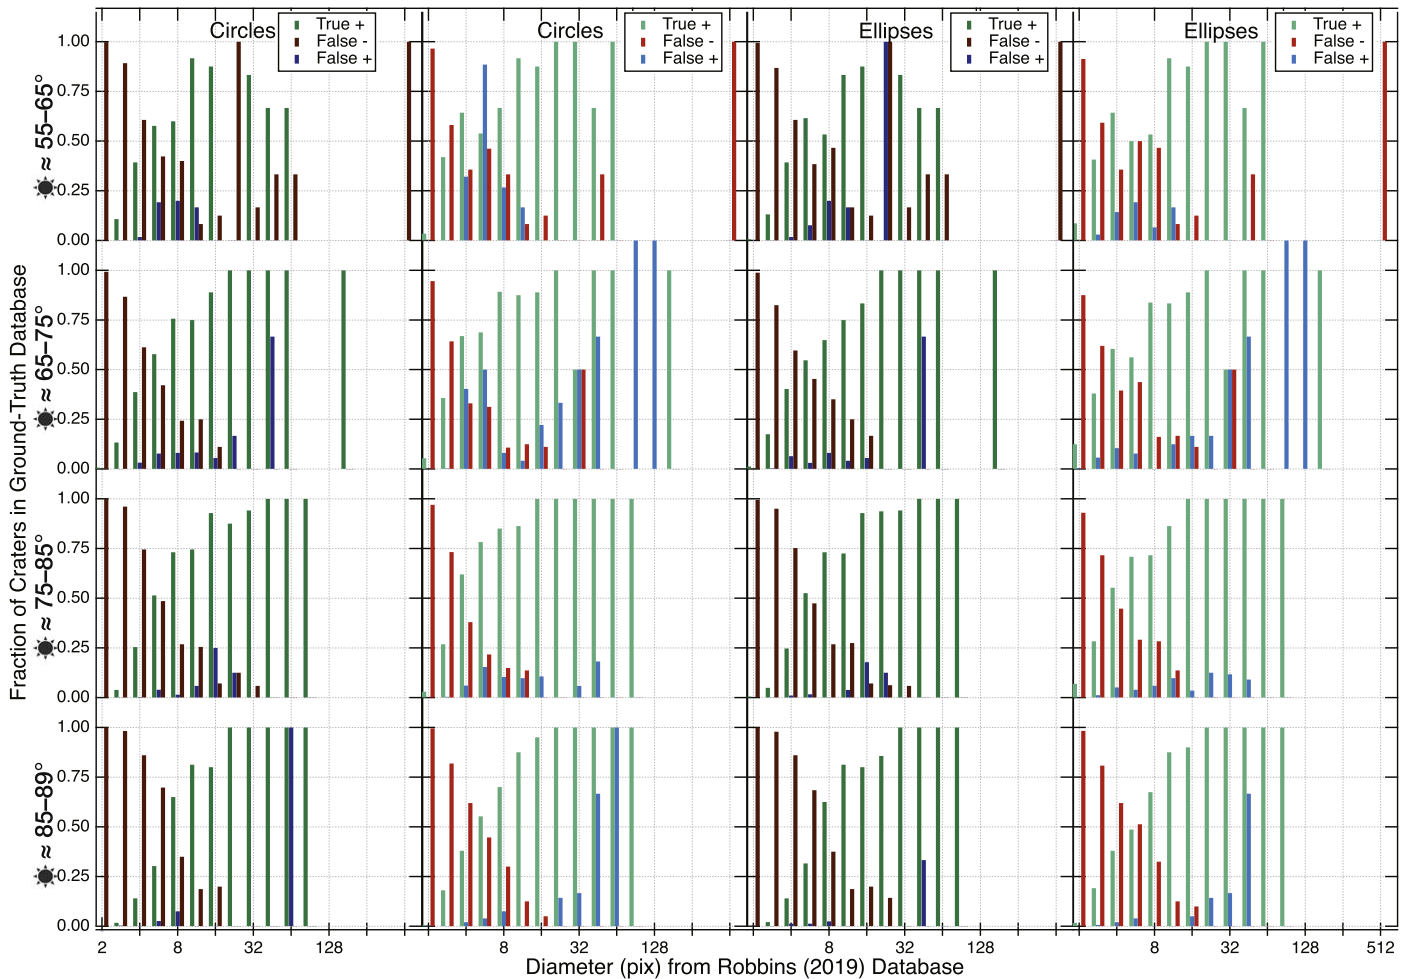 Circles
True +
False -
False +
Circles
True +
False -
False +
Ellipses
True +
False -
False +
Ellipses
True +
False -
False +
Fraction of Craters in Ground-Truth Database
≈ 55–65°
1.00
0.75
0.50
0.25
0.00
≈ 65–75°
1.00
0.75
0.50
0.25
0.00
≈ 75–85°
1.00
0.75
0.50
0.25
0.00
≈ 85–89°
1.00
0.75
0.50
0.25
0.00
2 8 32 128 8 32 128 8 32 128 8 32 128 512
Diameter (pix) from Robbins (2019) Database